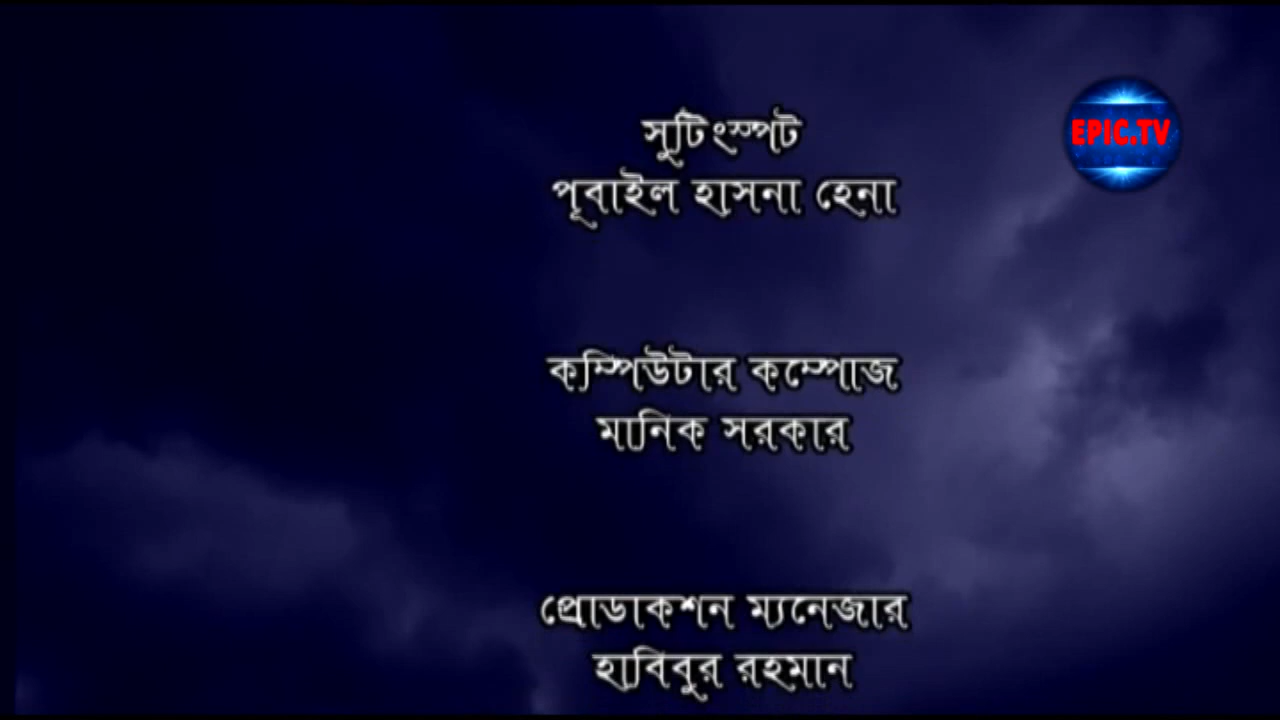 সুটিংস্পট
EPIC.TV
পূবাইল হাসনা হেনা
কম্পিউটার কম্পোজ
মানিক সরকার
প্রোডাকশন ম্যনেজার
হাবিবুর রহমান